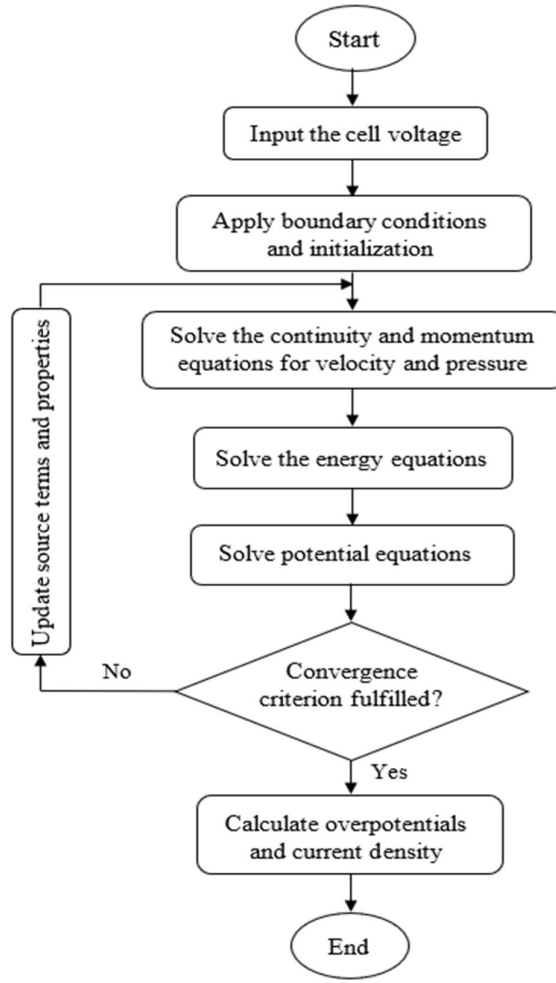 Start
Input the cell voltage
Apply boundary conditions
and initialization
Solve the continuity and momentum
equations for velocity and pressure
Update source terms and properties
Solve the energy equations
Solve potential equations
Convergence
criterion fulfilled?
No
Yes
Calculate overpotentials
and current density
End